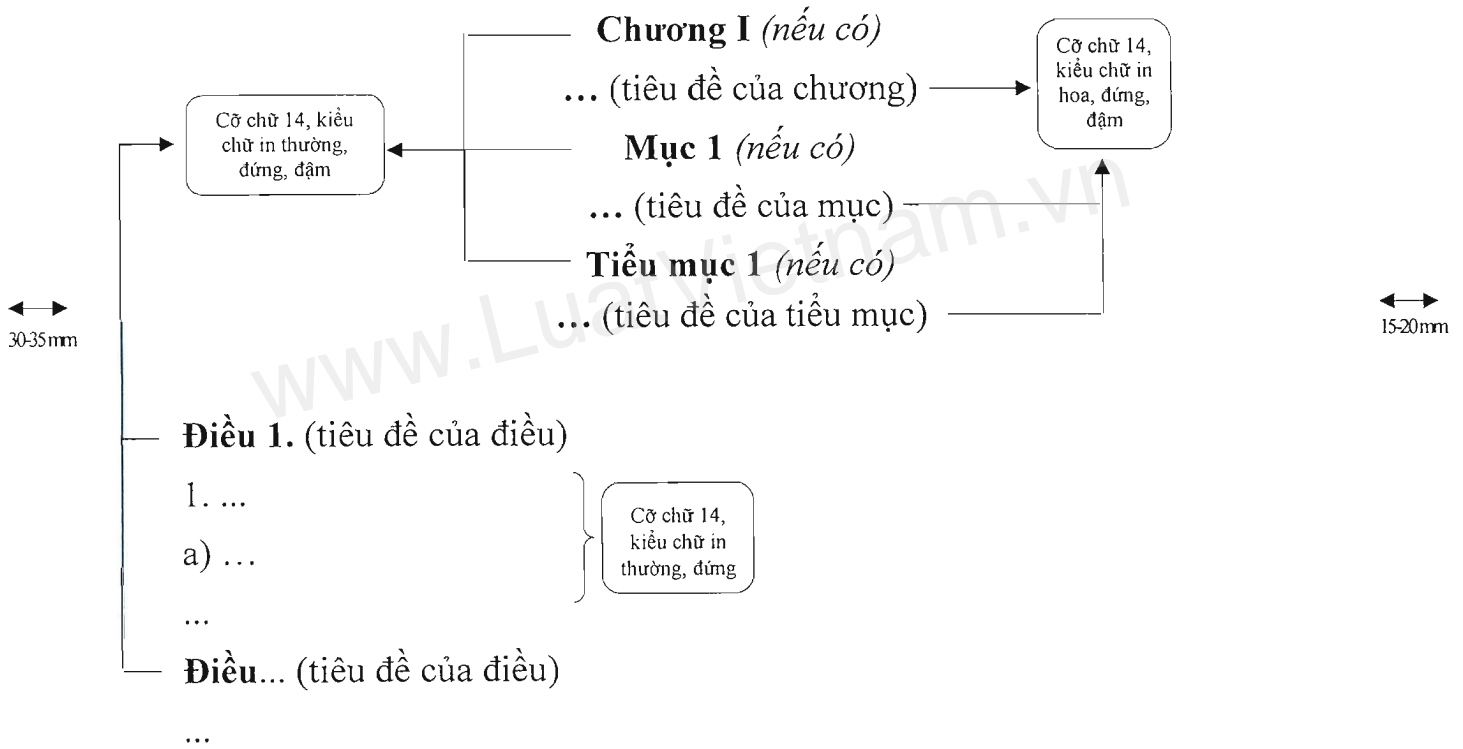 Chương I (nếu có)
... (tiêu đề của chương)
Cỡ chữ 14,
kiểu chữ in
hoa, đứng,
đậm
Cỡ chữ 14, kiểu
chữ in thường,
đứng, đậm
Mục 1 (nếu có)
... (tiêu đề của mục)
Tiểu mục 1 (nếu có)
... (tiêu đề của tiểu mục)
30-35mm
15-20mm
www.LuatVietnam.vn
Điều 1. (tiêu đề của điều)
1. ...
a) ...
...
Cỡ chữ 14,
kiểu chữ in
thường, đứng
Điều... (tiêu đề của điều)
...